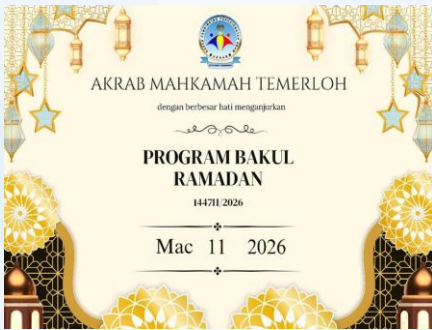 AKRAB MAHKAMAH TEMERLOH
dengan berbesar hati menganjurkan
PROGRAM BAKUL
RAMADAN
1447H/2026
Mac 11 2026